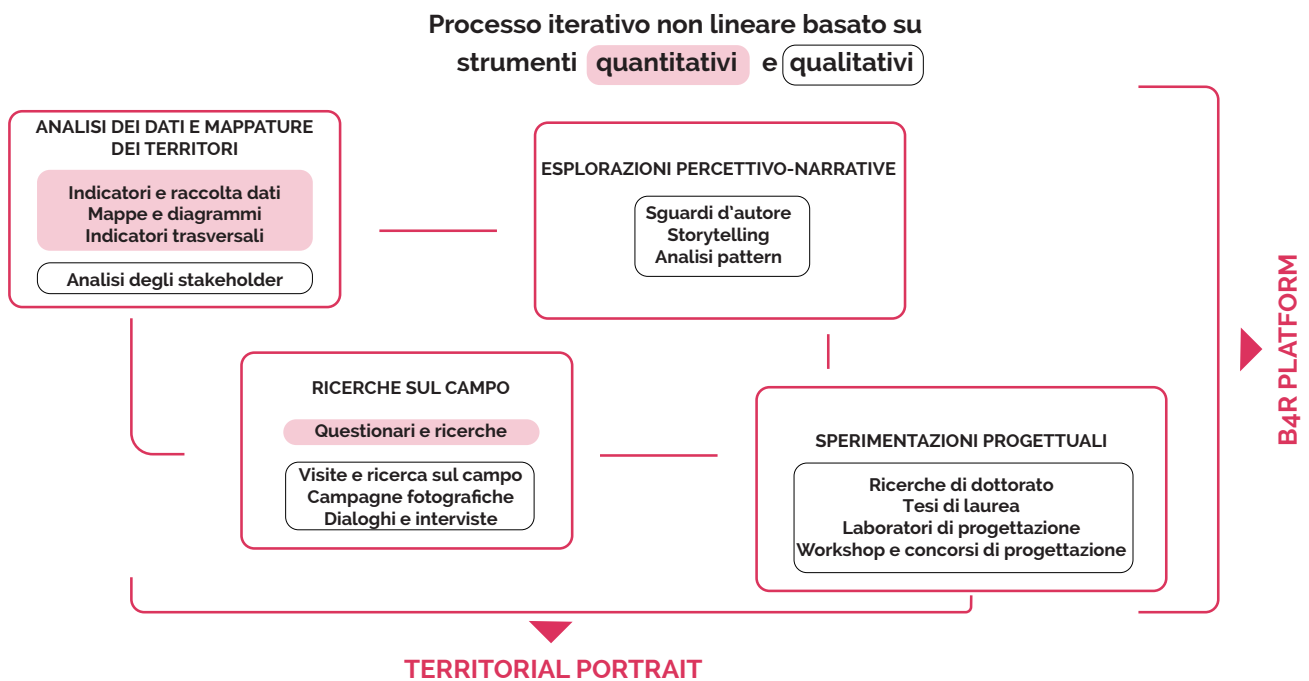 Processo iterativo non lineare basato su
strumenti quantitativi e qualitativi
ANALISI DEI DATI E MAPPATURE
DEI TERRITORI
Indicatori e raccolta dati
Mappe e diagrammi
Indicatori trasversali
Analisi degli stakeholder
ESPLORAZIONI PERCETTIVO-NARRATIVE
Sguardi d'autore
Storytelling
Analisi pattern
RICERCHE SUL CAMPO
Questionari e ricerche
Visite e ricerca sul campo
Campagne fotografiche
Dialoghi e interviste
SPERIMENTAZIONI PROGETTUALI
Ricerche di dottorato
Tesi di laurea
Laboratori di progettazione
Workshop e concorsi di progettazione
B4R PLATFORM
TERRITORIAL PORTRAIT